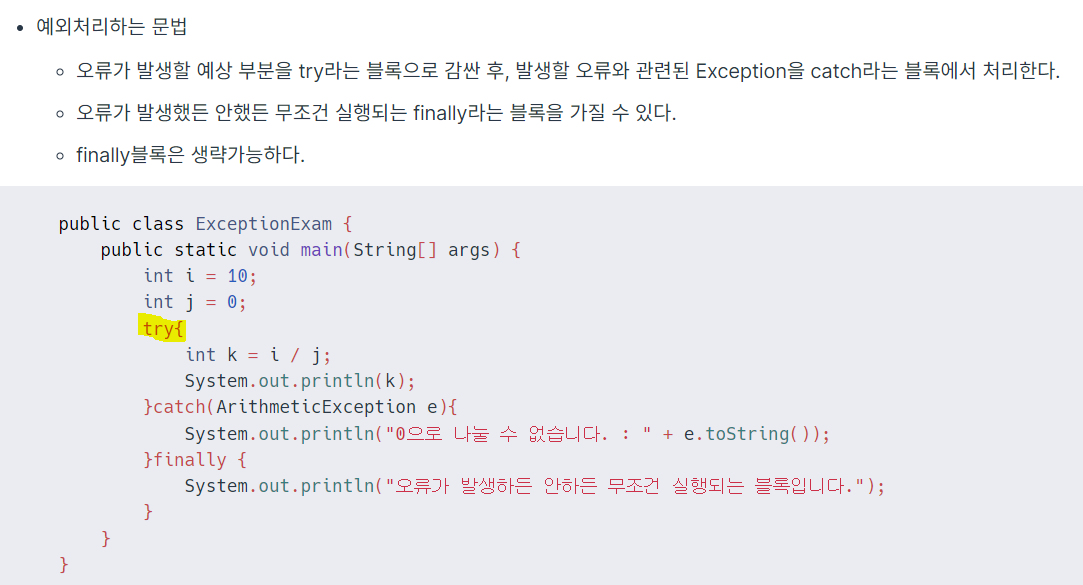 예외처리하는 문법
오류가 발생할 예상 부분을 try라는 블록으로 감싼 후, 발생할 오류와 관련된 Exception을 catch라는 블록에서 처리한다.
오류가 발생했든 안했든 무조건 실행되는 finally라는 블록을 가질 수 있다.
finally블록은 생략가능하다.
public class ExceptionExam {
    public static void main(String[] args) {
        int i = 10;
        int j = 0;
        try{
            int k = i / j;
            System.out.println(k);
        }catch(ArithmeticException e){
            System.out.println("0으로 나눌 수 없습니다. : " + e.toString());
        }finally {
            System.out.println("오류가 발생하든 안하든 무조건 실행되는 블록입니다.");
        }
    }
}